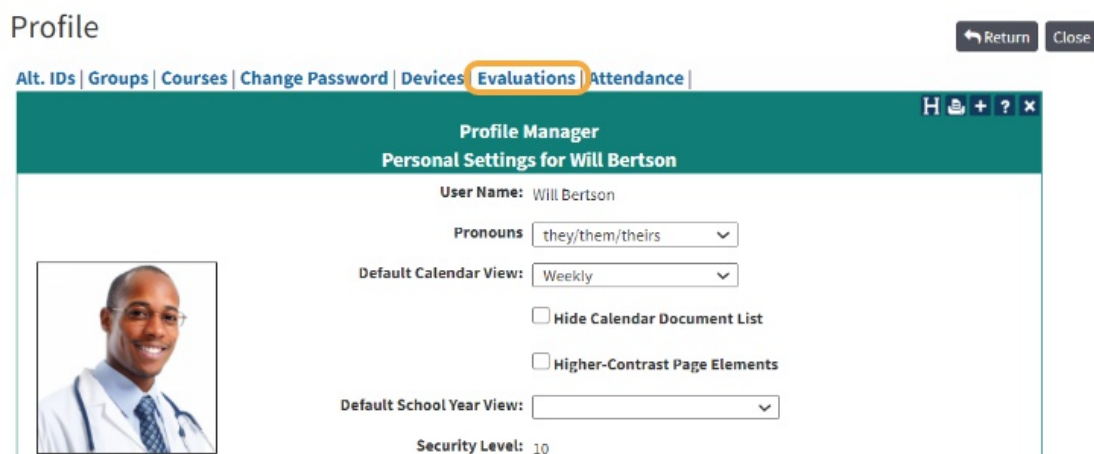 Profile
Return Close
Alt. IDs | Groups | Courses | Change Password | Devices | Evaluations | Attendance |
H + ? x
Profile Manager
Personal Settings for Will Bertson
User Name: Will Bertson
Pronouns they/them/theirs
Default Calendar View: Weekly
Hide Calendar Document List
Higher-Contrast Page Elements
Default School Year View:
Security Level: 10